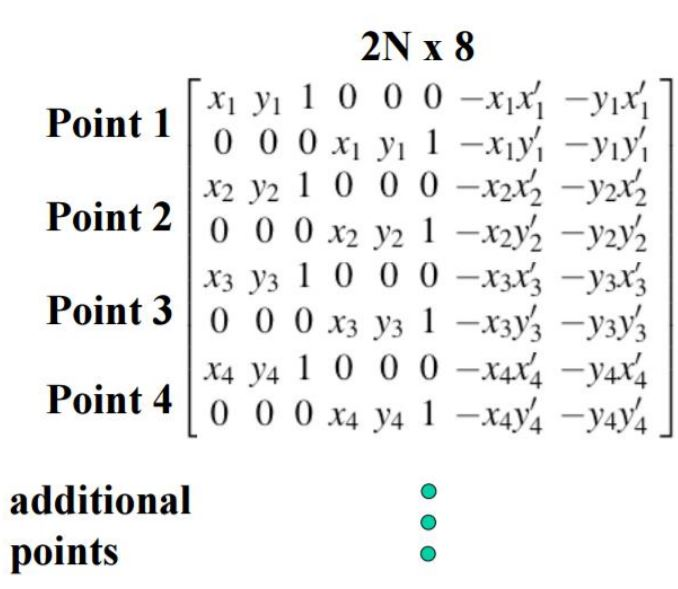 2N x 8
Point 1
x₁ y₁ 1 0 0 0 −x₁x′₁ −y₁x′₁
0 0 0 x₁ y₁ 1 −x₁y′₁ −y₁y′₁
Point 2
x₂ y₂ 1 0 0 0 −x₂x′₂ −y₂x′₂
0 0 0 x₂ y₂ 1 −x₂y′₂ −y₂y′₂
Point 3
x₃ y₃ 1 0 0 0 −x₃x′₃ −y₃x′₃
0 0 0 x₃ y₃ 1 −x₃y′₃ −y₃y′₃
Point 4
x₄ y₄ 1 0 0 0 −x₄x′₄ −y₄x′₄
0 0 0 x₄ y₄ 1 −x₄y′₄ −y₄y′₄
additional
points